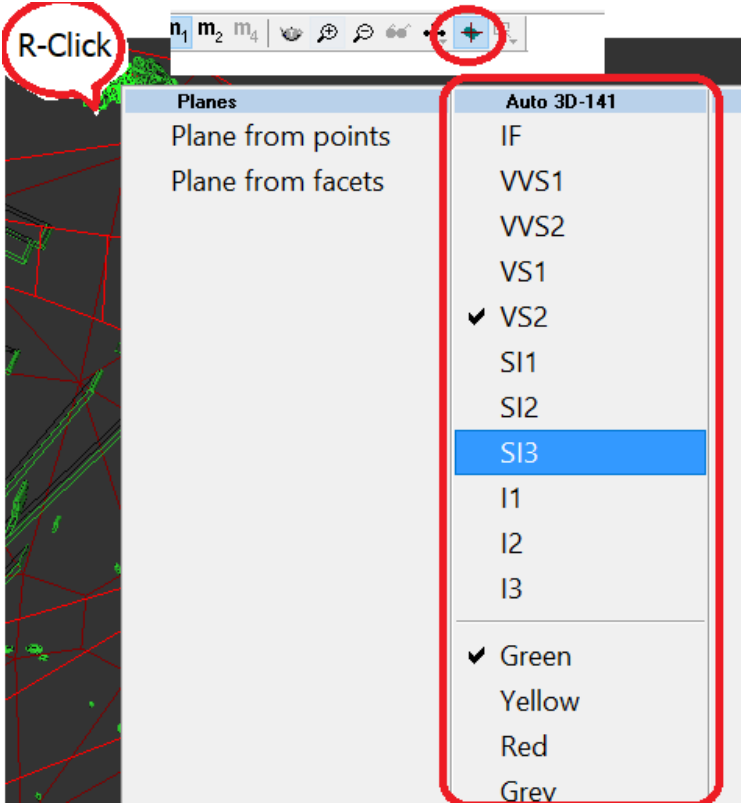 R-Click
m1 m2 m4
Planes
Auto 3D-141
Plane from points
IF
Plane from facets
VVS1
VVS2
VS1
VS2
SI1
SI2
SI3
I1
I2
I3
Green
Yellow
Red
Grey